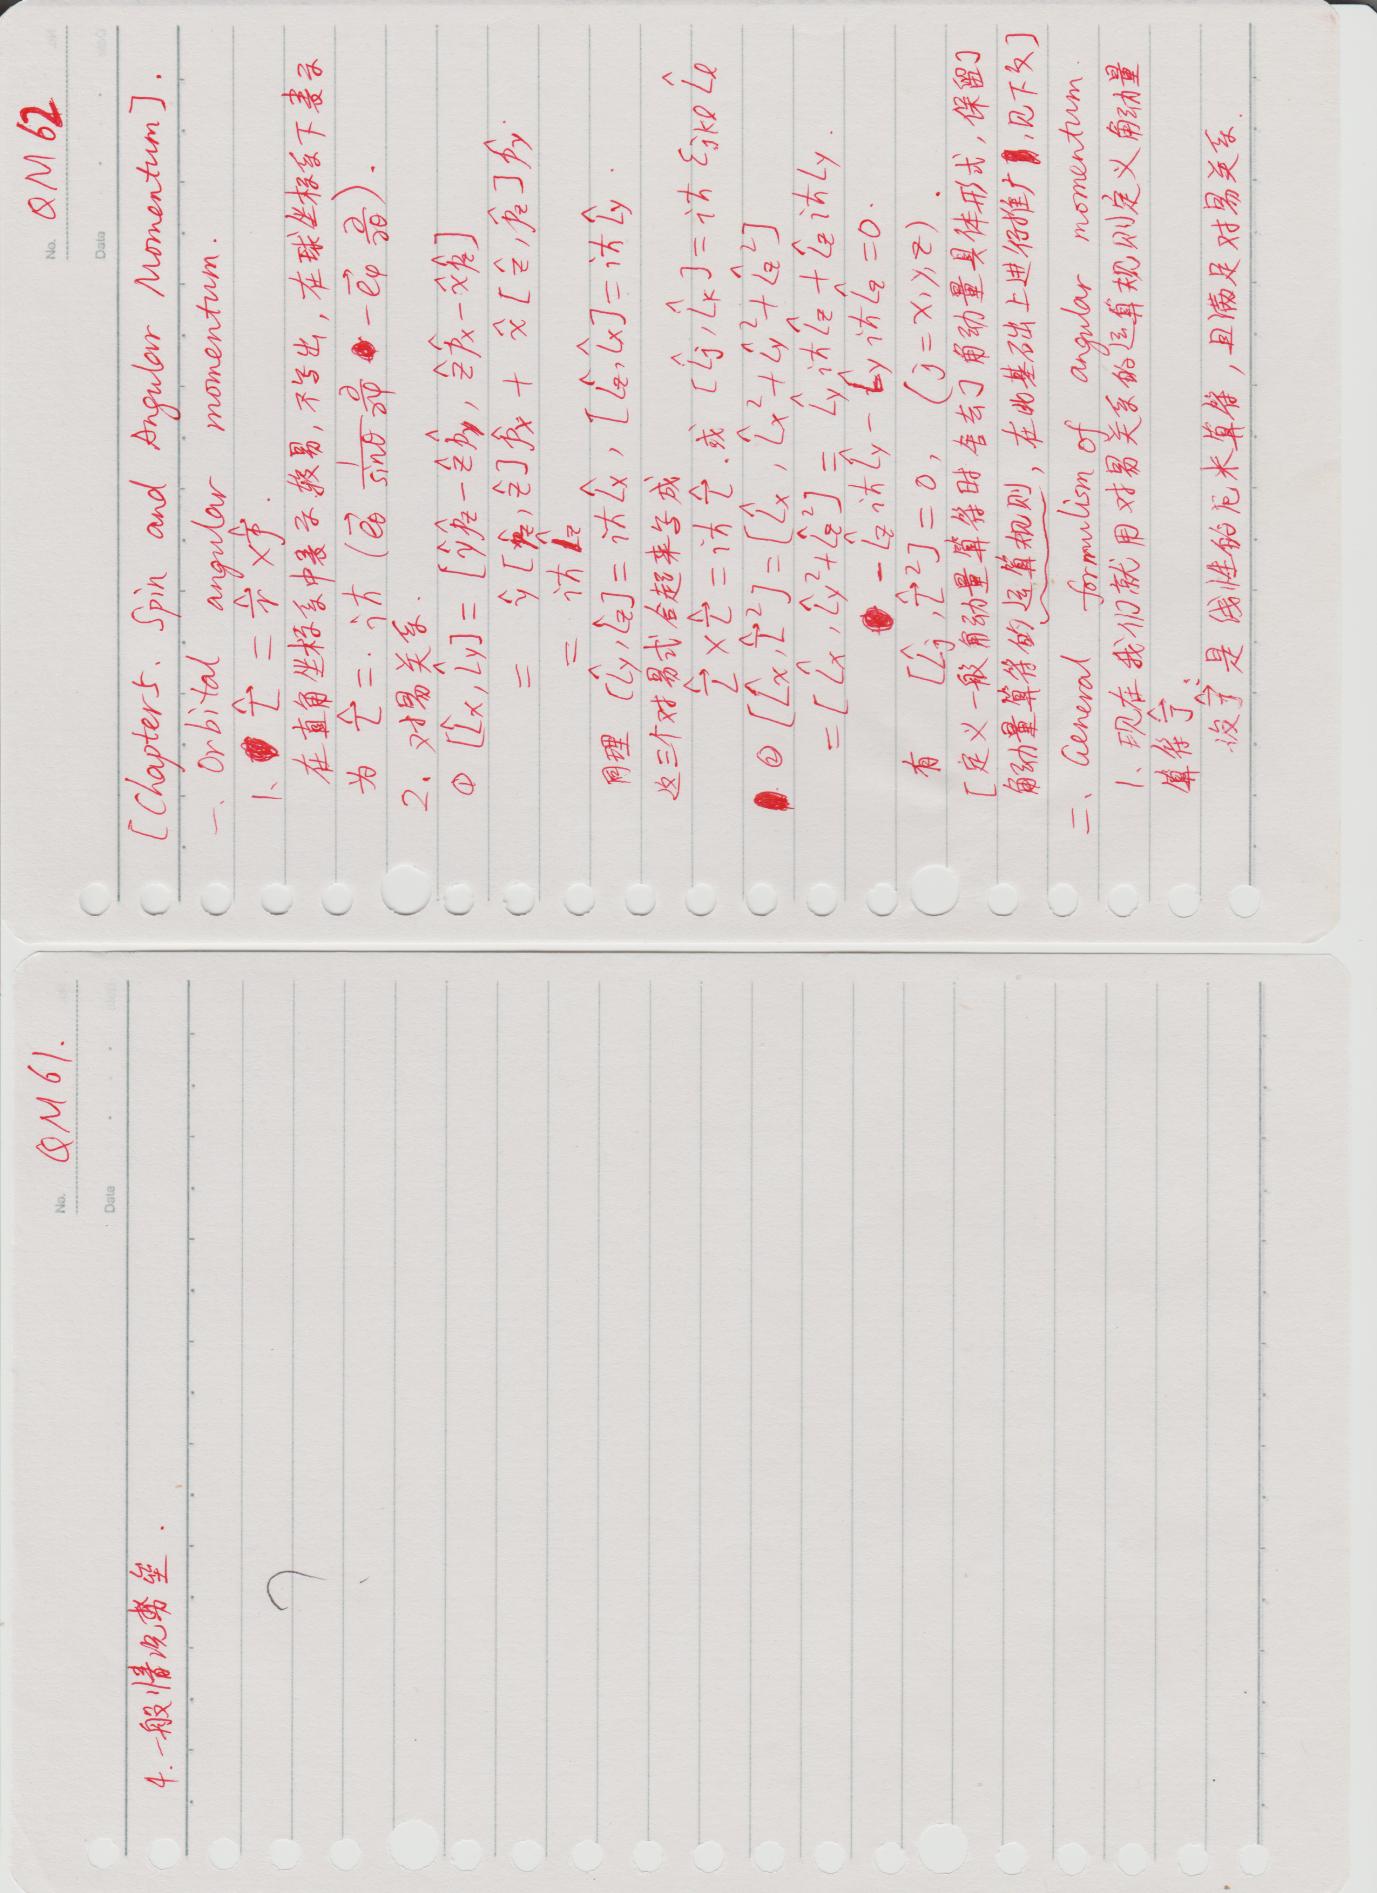 No. QM 61.
Date
4. 一般情况势垒.
?
No. QM 62
Date
[Chapter 5. Spin and Angular Momentum].
一. Orbital angular momentum.
1. $\hat{\vec{L}} = \hat{\vec{r}} \times \hat{\vec{p}}$.
在直角坐标系中表示较易, 不写出, 在球坐标系下表示
为 $\hat{\vec{L}} = i\hbar (\vec{e}_\theta \frac{1}{\sin\theta} \frac{\partial}{\partial\varphi} - \vec{e}_\varphi \frac{\partial}{\partial\theta})$.
2. 对易关系.
① $[\hat{L}_x, \hat{L}_y] = [\hat{y}\hat{p}_z - \hat{z}\hat{p}_y, \hat{z}\hat{p}_x - \hat{x}\hat{p}_z]$
$= \hat{y}[\hat{p}_z, \hat{z}]\hat{p}_x + \hat{x}[\hat{z}, \hat{p}_z]\hat{p}_y$.
$= i\hbar \hat{L}_z$
同理 $[\hat{L}_y, \hat{L}_z] = i\hbar \hat{L}_x$, $[\hat{L}_z, \hat{L}_x] = i\hbar \hat{L}_y$.
这三个对易式合起来写成
$\hat{\vec{L}} \times \hat{\vec{L}} = i\hbar \hat{\vec{L}}$. 或 $[\hat{L}_j, \hat{L}_k] = i\hbar \varepsilon_{jkl} \hat{L}_l$
② $[\hat{L}_x, \hat{\vec{L}}^2] = [\hat{L}_x, \hat{L}_x^2 + \hat{L}_y^2 + \hat{L}_z^2]$
$= [\hat{L}_x, \hat{L}_y^2 + \hat{L}_z^2] = \hat{L}_y i\hbar \hat{L}_z + \hat{L}_z i\hbar L_y$.
$- \hat{L}_z i\hbar \hat{L}_y - \hat{L}_y i\hbar \hat{L}_z = 0$.
有 $[\hat{L}_j, \hat{\vec{L}}^2] = 0$, $(j = x, y, z)$.
[定义一般角动量算符时舍去了角动量具体形式, 保留了
角动量算符的运算规则, 在此基础上进行推广, 见下文]
二. General formulism of angular momentum.
1. 现在我们就用对易关系的运算规则定义角动量
算符 $\hat{\vec{J}}$:
设 $\hat{\vec{J}}$ 是线性的厄米算符, 且满足对易关系.